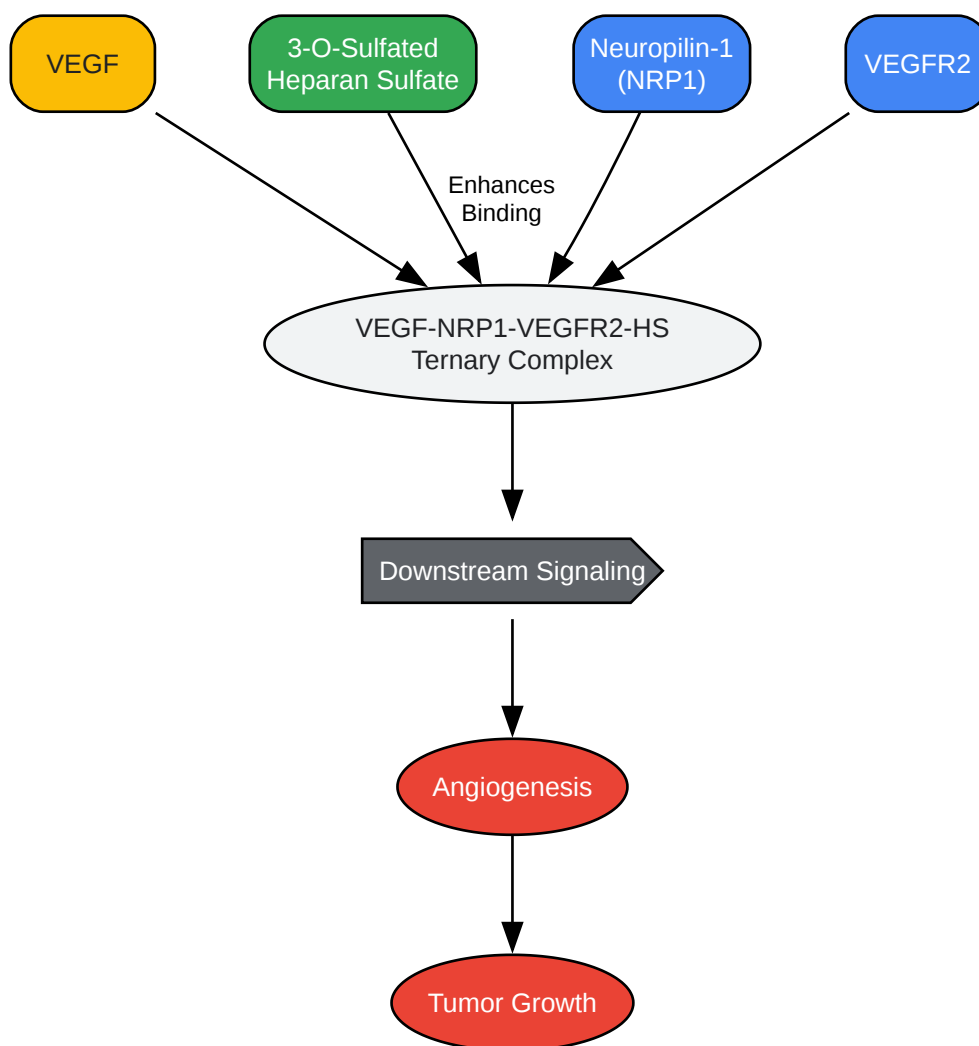 VEGF
3-O-Sulfated
Heparan Sulfate
Neuropilin-1
(NRP1)
VEGFR2
Enhances
Binding
VEGF-NRP1-VEGFR2-HS
Ternary Complex
Downstream Signaling
Angiogenesis
Tumor Growth